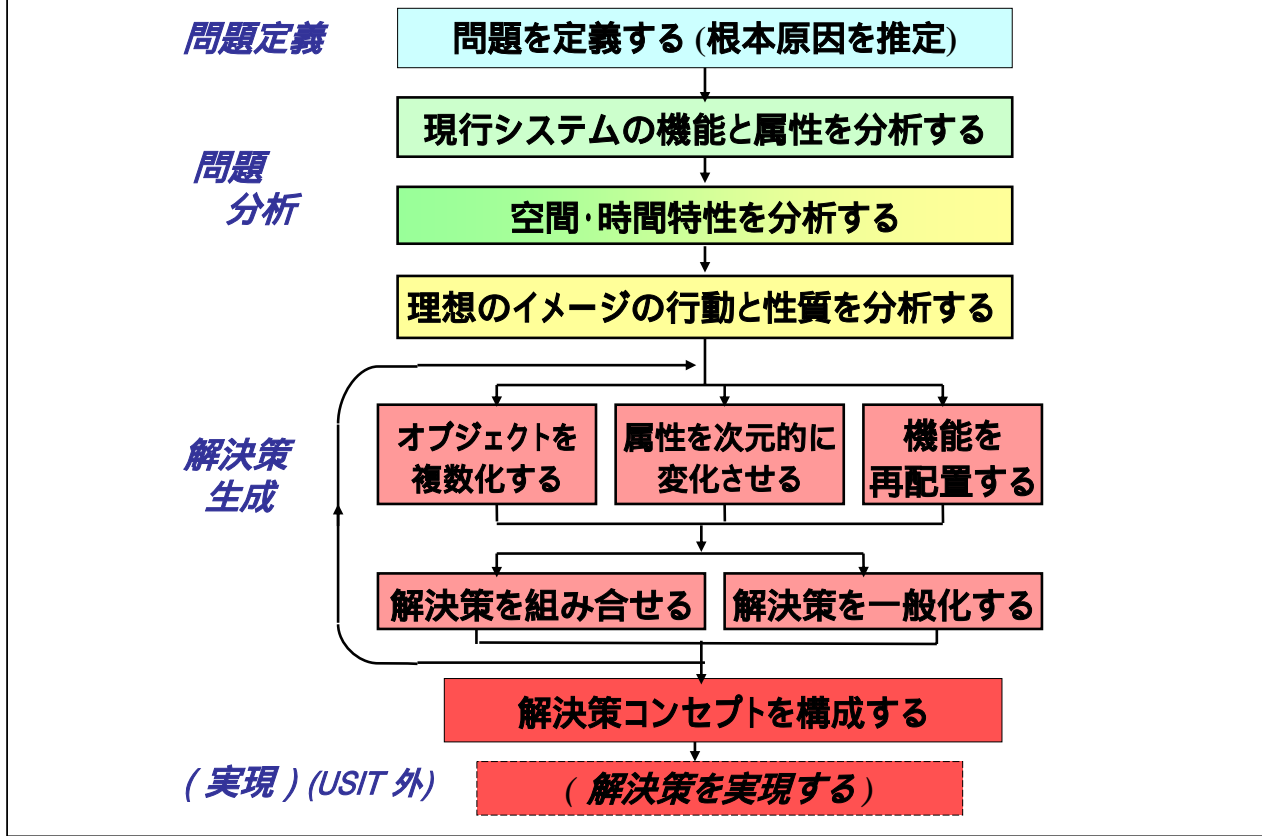 問題定義
問題を定義する (根本原因を推定)
現行システムの機能と属性を分析する
問題
分析
空間･時間特性を分析する
理想のイメージの行動と性質を分析する
解決策
生成
オブジェクトを
複数化する
属性を次元的に
変化させる
機能を
再配置する
解決策を組み合せる
解決策を一般化する
解決策コンセプトを構成する
( 実現 ) (USIT 外)
( 解決策を実現する )